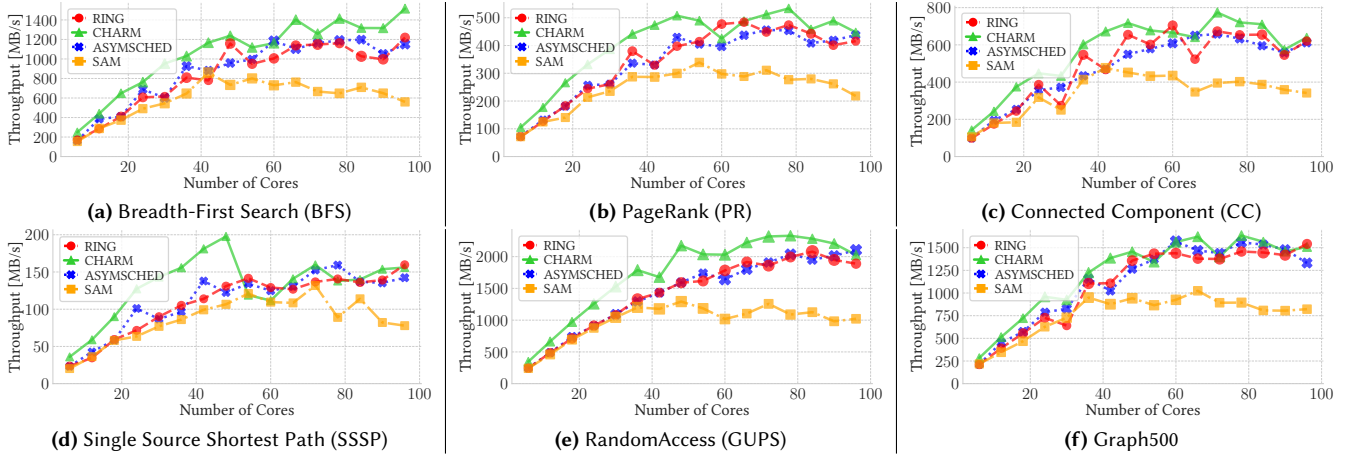 Throughput [MB/s]
1400
1200
1000
800
600
400
200
0
RING
CHARM
ASYMSCHED
SAM
0 20 40 60 80 100
Number of Cores
(a) Breadth-First Search (BFS)
Throughput [MB/s]
500
400
300
200
100
0
RING
CHARM
ASYMSCHED
SAM
0 20 40 60 80 100
Number of Cores
(b) PageRank (PR)
Throughput [MB/s]
800
600
400
200
0
RING
CHARM
ASYMSCHED
SAM
0 20 40 60 80 100
Number of Cores
(c) Connected Component (CC)
Throughput [MB/s]
200
150
100
50
0
RING
CHARM
ASYMSCHED
SAM
20 40 60 80 100
Number of Cores
(d) Single Source Shortest Path (SSSP)
Throughput [MB/s]
2000
1500
1000
500
0
RING
CHARM
ASYMSCHED
SAM
0 20 40 60 80 100
Number of Cores
(e) RandomAccess (GUPS)
Throughput [MB/s]
1500
1250
1000
750
500
250
0
RING
CHARM
ASYMSCHED
SAM
0 20 40 60 80 100
Number of Cores
(f) Graph500